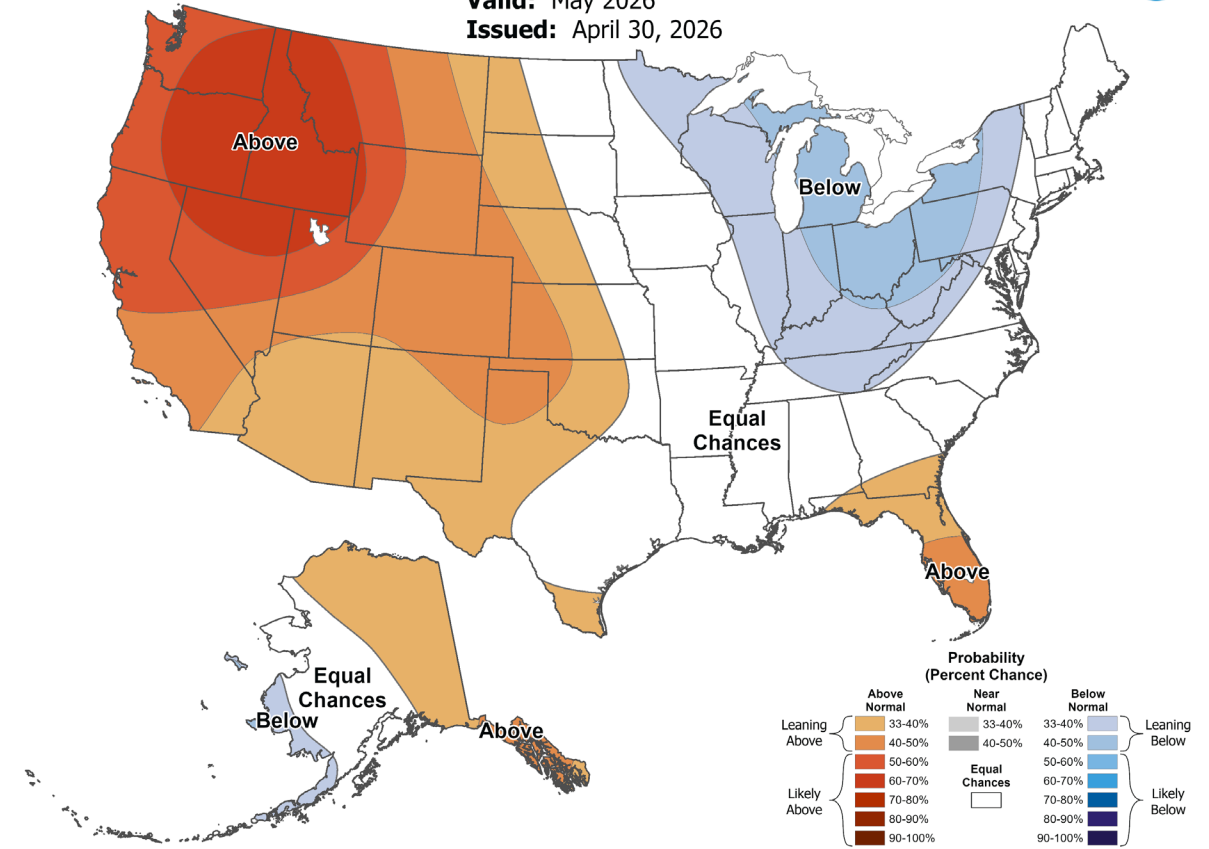 Valid: May 2026
Issued: April 30, 2026
Above
Below
Equal
Chances
Above
Equal
Chances
Below
Above
Probability
(Percent Chance)
Above
Normal
Near
Normal
Below
Normal
Leaning
Above
33-40%
40-50%
33-40%
40-50%
33-40%
40-50%
Leaning
Below
Likely
Above
50-60%
60-70%
70-80%
80-90%
90-100%
Equal
Chances
50-60%
60-70%
70-80%
80-90%
90-100%
Likely
Below